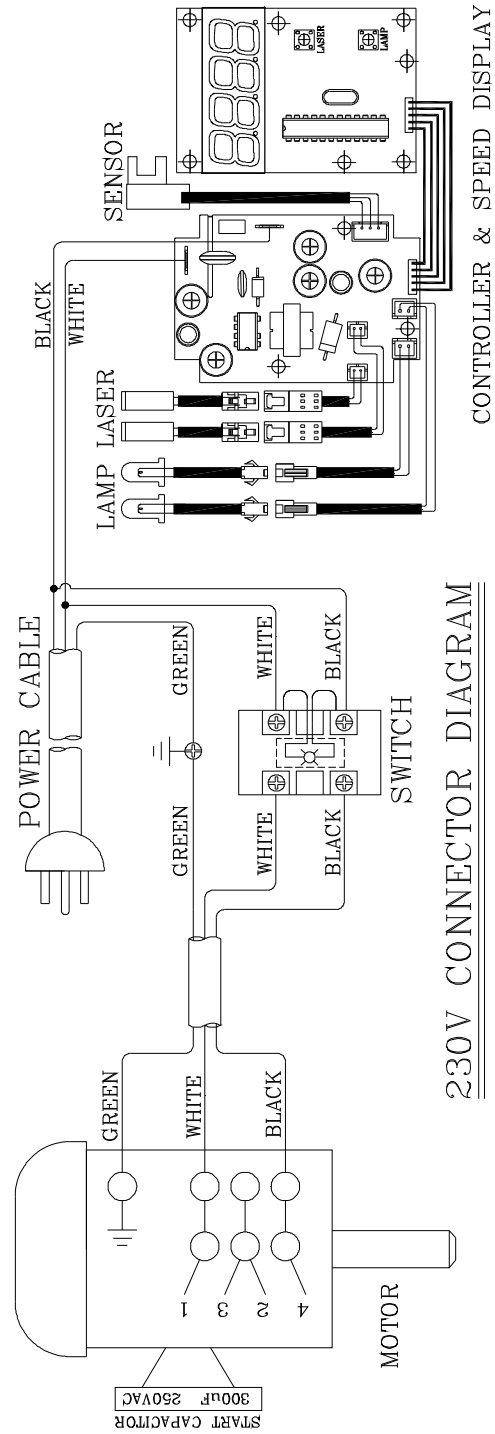 230V CONNECTOR DIAGRAM
START CAPACITOR
300uF 250VAC
MOTOR
1
3
2
4
GREEN
WHITE
BLACK
POWER CABLE
GREEN
WHITE
BLACK
GREEN
WHITE
BLACK
SWITCH
BLACK
WHITE
LAMP
LASER
SENSOR
LASER
LAMP
CONTROLLER & SPEED DISPLAY